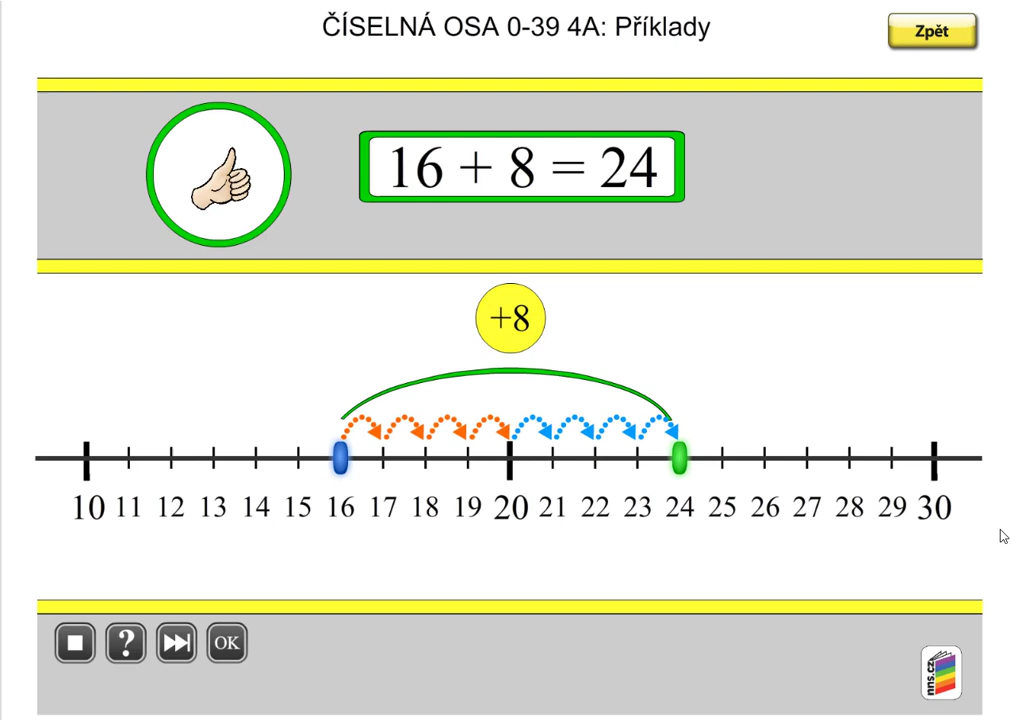 ČÍSELNÁ OSA 0-39 4A: Příklady
Zpět
16 + 8 = 24
+8
10 11 12 13 14 15 16 17 18 19 20 21 22 23 24 25 26 27 28 29 30
?
OK
nns.cz